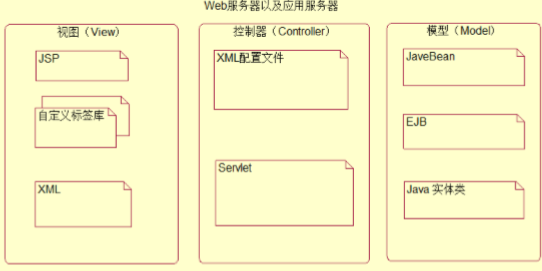 Web服务器以及应用服务器
视图（View）
JSP
自定义标签库
XML
控制器（Controller）
XML配置文件
Servlet
模型（Model）
JaveBean
EJB
Java 实体类